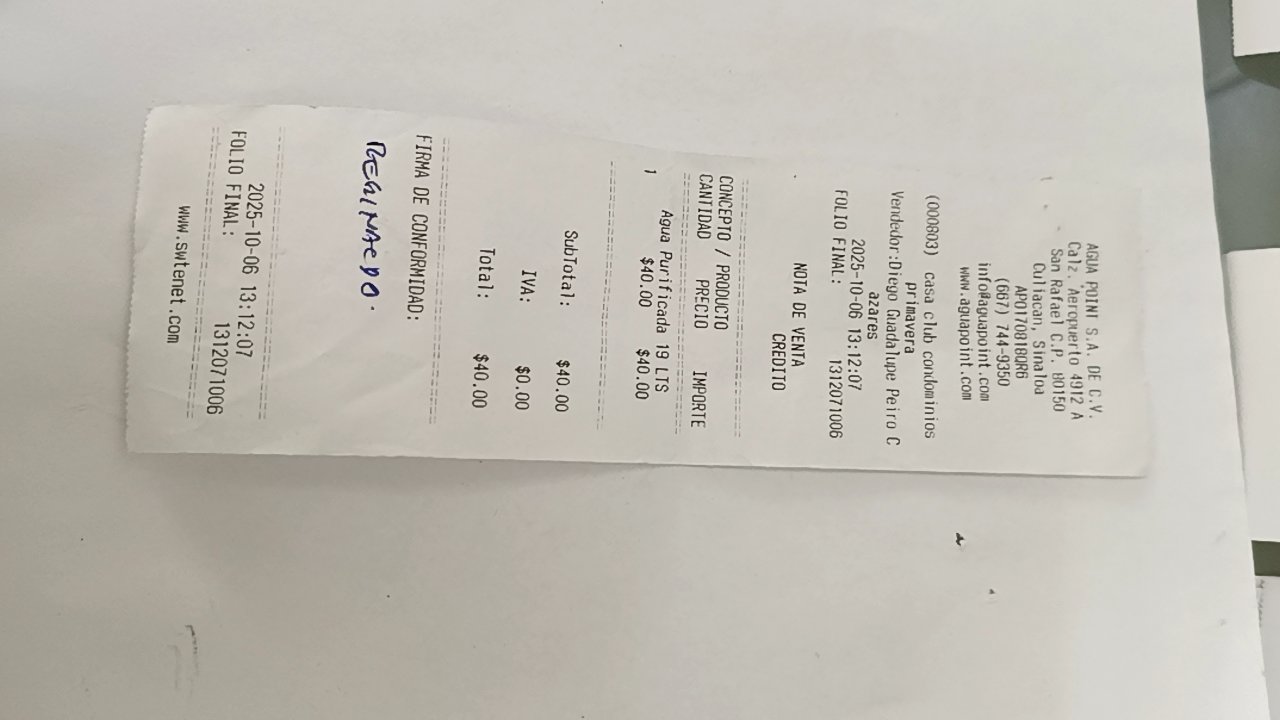 AGUA POINT S.A. DE C.V.
Calz. Aeropuerto 4912 A
San Rafael C.P. 80150
Culiacan, Sinaloa
APO170818QR6
(667) 744-9350
info@aguapoint.com
www.aguapoint.com
(000803) casa club condominios
primavera
Vendedor:Diego Guadalupe Peiro C
azares
2025-10-06 13:12:07
FOLIO FINAL: 1312071006
NOTA DE VENTA
CREDITO
CONCEPTO / PRODUCTO
CANTIDAD PRECIO IMPORTE
Agua Purificada 19 LTS
1 $40.00 $40.00
SubTotal: $40.00
IVA: $0.00
Total: $40.00
FIRMA DE CONFORMIDAD:
2025-10-06 13:12:07
FOLIO FINAL: 1312071006
www.swtenet.com